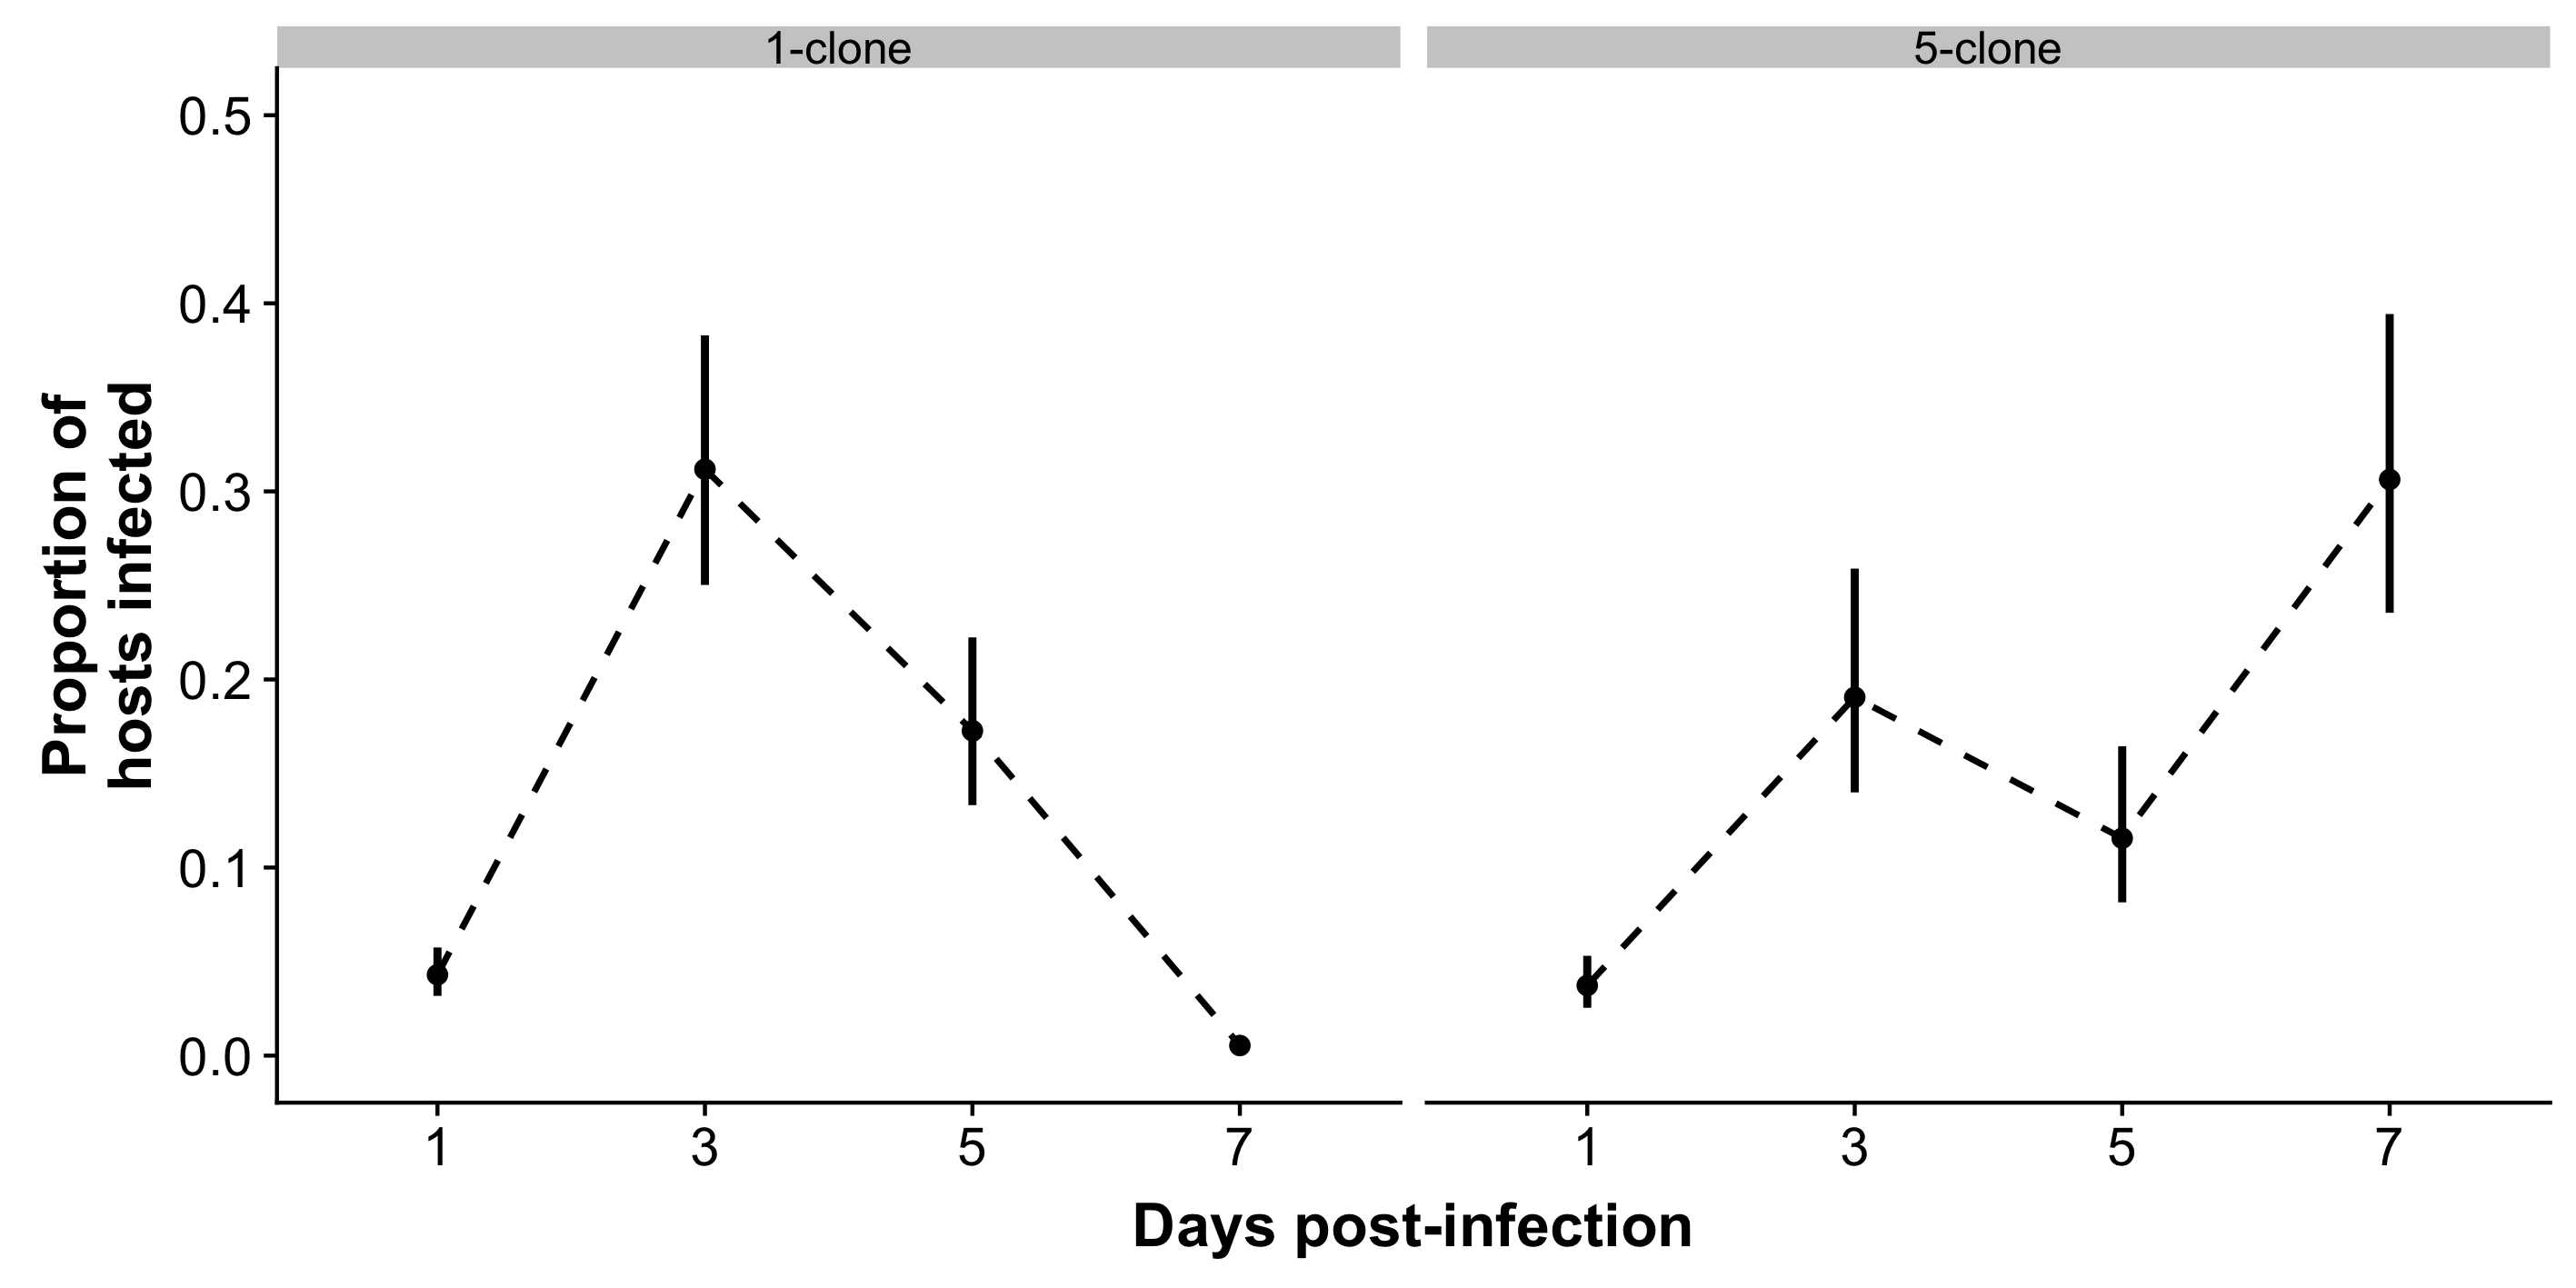 1-clone
5-clone
0.5
0.4
0.3
0.2
0.1
0.0
Proportion of
hosts infected
1 3 5 7
1 3 5 7
Days post-infection